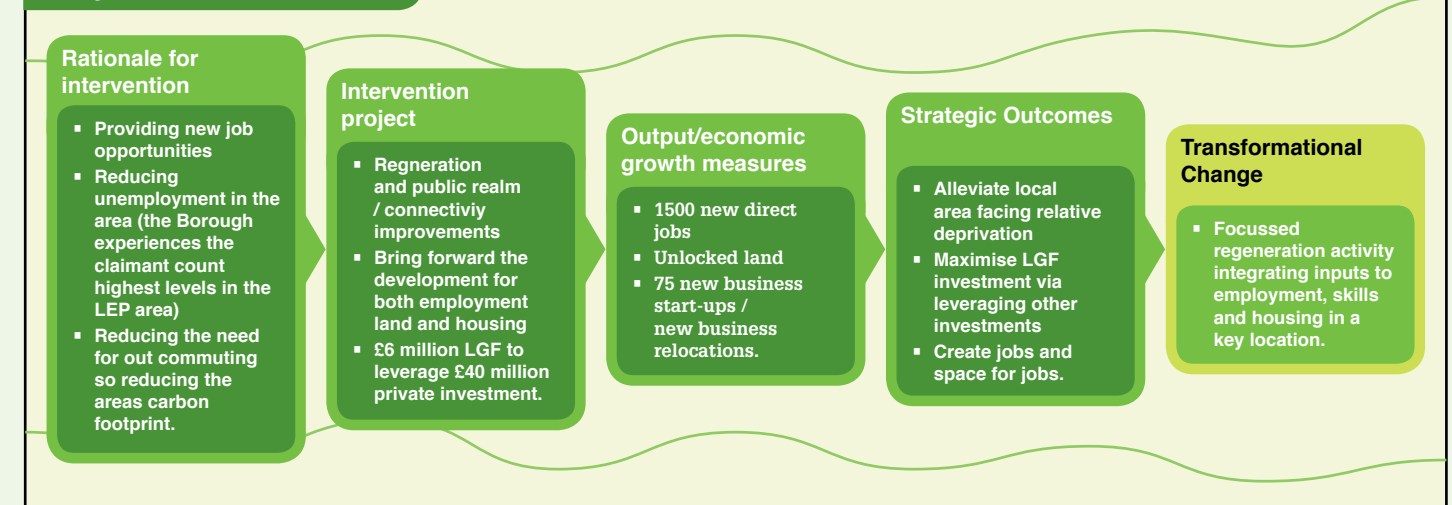 Rationale for
intervention
▪ Providing new job
opportunities
▪ Reducing
unemployment in the
area (the Borough
experiences the
claimant count
highest levels in the
LEP area)
▪ Reducing the need
for out commuting
so reducing the
areas carbon
footprint.
Intervention
project
▪ Regneration
and public realm
/ connectiviy
improvements
▪ Bring forward the
development for
both employment
land and housing
▪ £6 million LGF to
leverage £40 million
private investment.
Output/economic
growth measures
▪ 1500 new direct
jobs
▪ Unlocked land
▪ 75 new business
start-ups /
new business
relocations.
Strategic Outcomes
▪ Alleviate local
area facing relative
deprivation
▪ Maximise LGF
investment via
leveraging other
investments
▪ Create jobs and
space for jobs.
Transformational
Change
▪ Focussed
regeneration activity
integrating inputs to
employment, skills
and housing in a
key location.